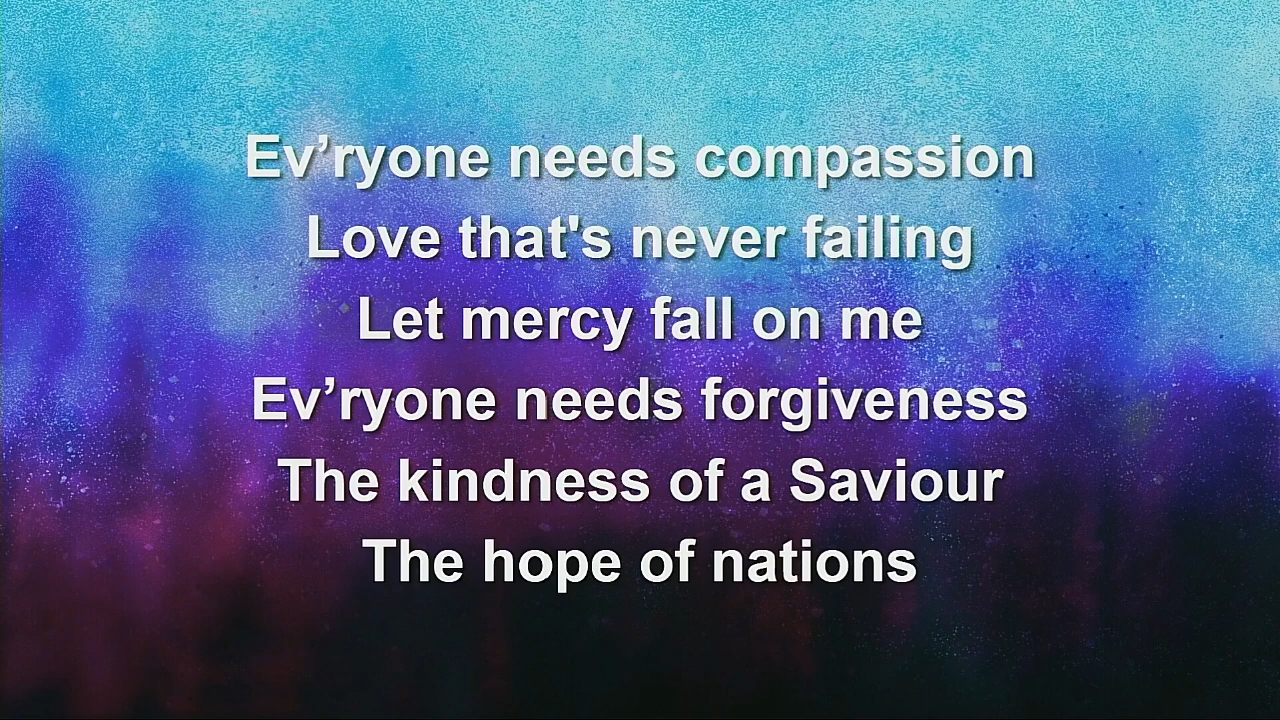 Ev’ryone needs compassion
Love that's never failing
Let mercy fall on me
Ev’ryone needs forgiveness
The kindness of a Saviour
The hope of nations